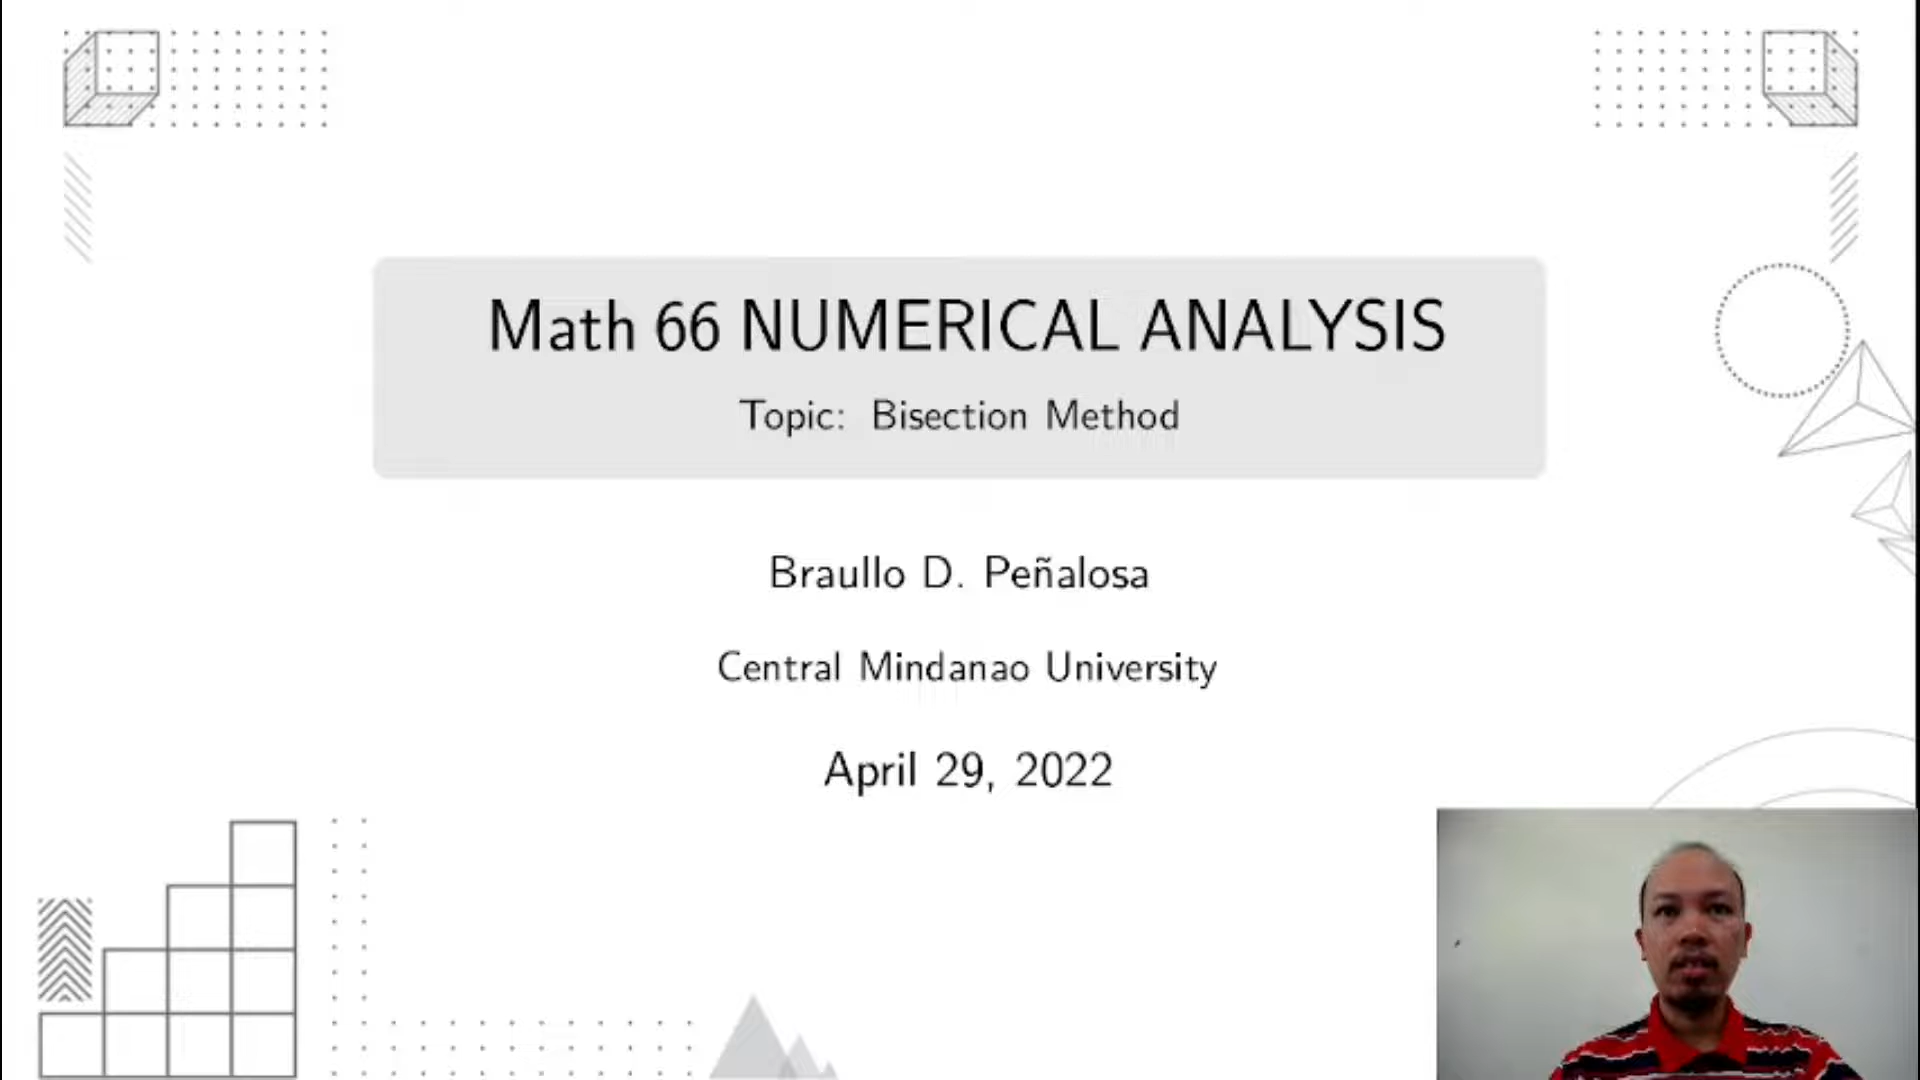 Math 66 NUMERICAL ANALYSIS
Topic: Bisection Method
Braullo D. Peñalosa
Central Mindanao University
April 29, 2022